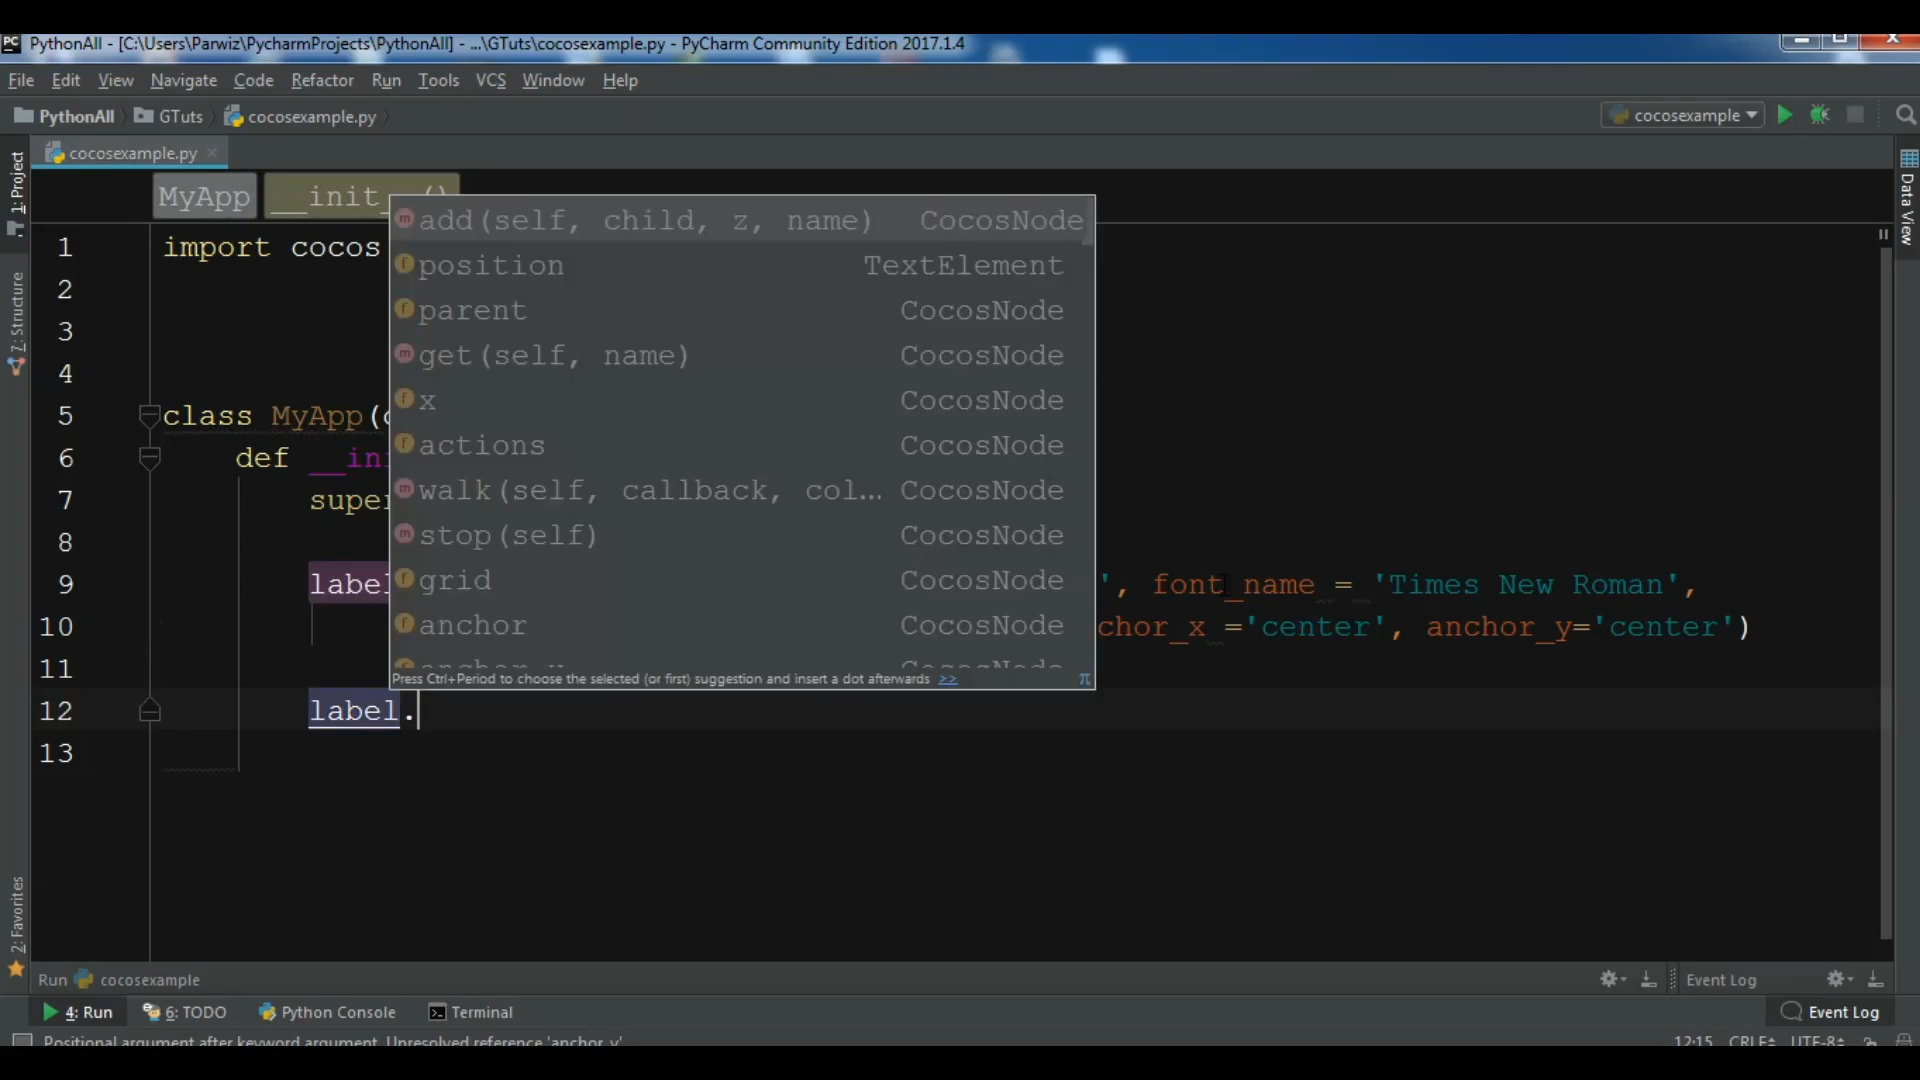 PC PythonAll - [C:\Users\Parwiz\PycharmProjects\PythonAll] - ...\GTuts\cocosexample.py - PyCharm Community Edition 2017.1.4
File Edit View Navigate Code Refactor Run Tools VCS Window Help
PythonAll GTuts cocosexample.py cocosexample
cocosexample.py
1: Project
7: Structure
2: Favorites
Data View
MyApp __init__()
1 import cocos
2
3
4
5 class MyApp(
6 def __ini
7 super
8
9 label ', font_name = 'Times New Roman',
10 chor_x ='center', anchor_y='center')
11
12 label.
13
add(self, child, z, name) CocosNode
position TextElement
parent CocosNode
get(self, name) CocosNode
x CocosNode
actions CocosNode
walk(self, callback, col... CocosNode
stop(self) CocosNode
grid CocosNode
anchor CocosNode
anchor_x CocosNode
Press Ctrl+Period to choose the selected (or first) suggestion and insert a dot afterwards >> π
Run cocosexample Event Log
4: Run 6: TODO Python Console Terminal Event Log
Positional argument after keyword argument. Unresolved reference 'anchor_y' 12:15 CRLF÷ UTF-8÷